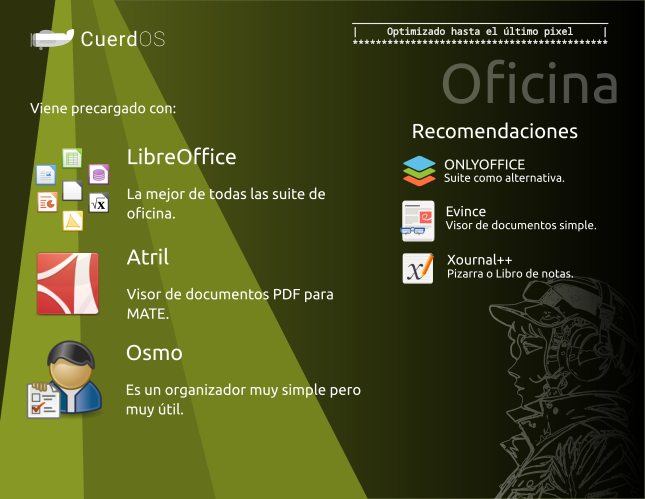 CuerdOS
| Optimizado hasta el último pixel |
*******************************************
Oficina
Viene precargado con:
LibreOffice
La mejor de todas las suite de
oficina.
Atril
Visor de documentos PDF para
MATE.
Osmo
Es un organizador muy simple pero
muy útil.
Recomendaciones
ONLYOFFICE
Suite como alternativa.
Evince
Visor de documentos simple.
Xournal++
Pizarra o Libro de notas.